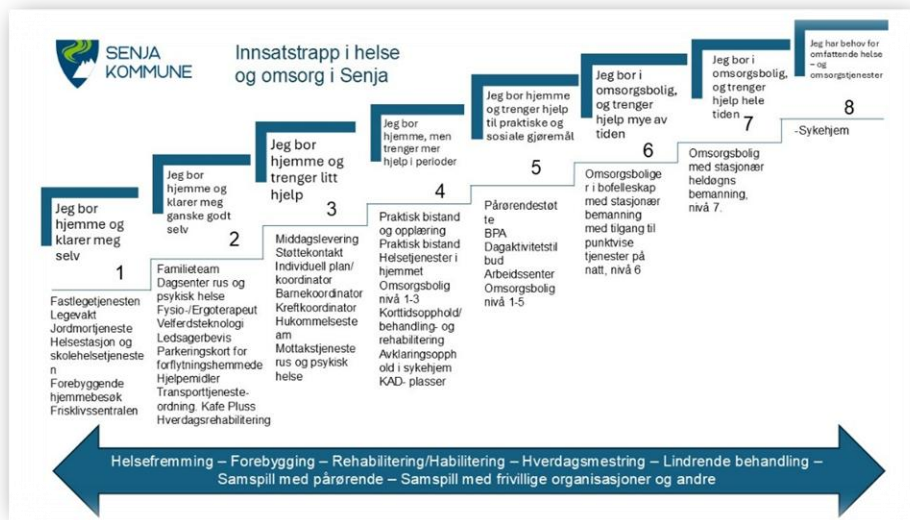 SENJA
KOMMUNE
Innsatstrapp i helse
og omsorg i Senja
Jeg bor
hjemme og
klarer meg
selv
1
Fastlegetjenesten
Legevakt
Jordmortjeneste
Helsestasjon og
skolehelsetjeneste
n
Forebyggende
hjemmebesøk
Frisklivssentralen
Jeg bor
hjemme og
klarer meg
ganske godt
selv
2
Familieteam
Dagsenter rus og
psykisk helse
Fysio-/Ergoterapeut
Velferdsteknologi
Ledsagerbevis
Parkeringskort for
forflytningshemmede
Hjelpemidler
Transporttjeneste-
ordning. Kafe Pluss
Hverdagsrehabilitering
Jeg bor
hjemme og
trenger litt
hjelp
3
Middagslevering
Støttekontakt
Individuell plan/
koordinator
Barnekoordinator
Kreftkoordinator
Hukommelseste
am
Mottakstjeneste
rus og psykisk
helse
Jeg bor
hjemme, men
trenger mer
hjelp i perioder
4
Praktisk bistand
og opplæring
Praktisk bistand
Helsetjenester i
hjemmet
Omsorgsbolig
nivå 1-3
Korttidsopphold/
behandling- og
rehabilitering
Avklaringsopph
old i sykehjem
KAD- plasser
Jeg bor hjemme
og trenger hjelp
til praktiske og
sosiale gjøremål
5
Pårørendestøt
te
BPA
Dagaktivitetstil
bud
Arbeidssenter
Omsorgsbolig
nivå 1-5
Jeg bor i
omsorgsbolig,
og trenger
hjelp mye av
tiden
6
Omsorgsbolige
r i bofelleskap
med stasjonær
bemanning
med tilgang til
punktvise
tjenester på
natt, nivå 6
Jeg bor i
omsorgsbolig,
og trenger
hjelp hele
tiden
7
Omsorgsbolig
med stasjonær
heldøgns
bemanning,
nivå 7.
Jeg har behov for
omfattende helse
– og
omsorgstjenester
8
-Sykehjem
Helsefremming – Forebygging – Rehabilitering/Habilitering – Hverdagsmestring – Lindrende behandling –
Samspill med pårørende – Samspill med frivillige organisasjoner og andre